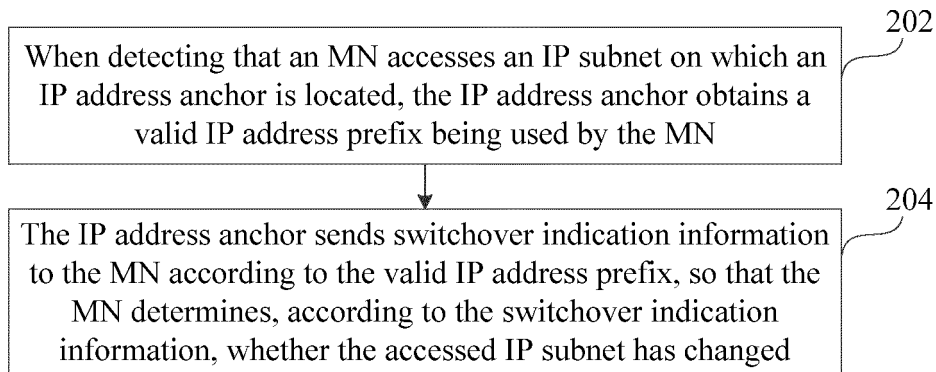 202
When detecting that an MN accesses an IP subnet on which an
IP address anchor is located, the IP address anchor obtains a
valid IP address prefix being used by the MN
204
The IP address anchor sends switchover indication information
to the MN according to the valid IP address prefix, so that the
MN determines, according to the switchover indication
information, whether the accessed IP subnet has changed